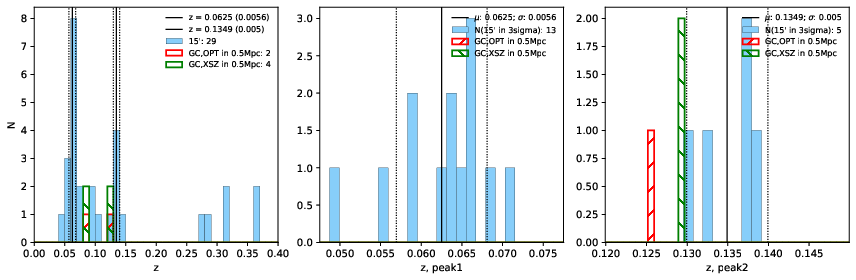 z = 0.0625 (0.0056)
z = 0.1349 (0.005)
15': 29
GC,OPT in 0.5Mpc: 2
GC,XSZ in 0.5Mpc: 4
8
7
6
5
4
3
2
1
0
N
0.00 0.05 0.10 0.15 0.20 0.25 0.30 0.35 0.40
z
μ: 0.0625; σ: 0.0056
N(15' in 3sigma): 13
GC,OPT in 0.5Mpc
GC,XSZ in 0.5Mpc
3.0
2.5
2.0
1.5
1.0
0.5
0.0
0.050 0.055 0.060 0.065 0.070 0.075
z, peak1
μ: 0.1349; σ: 0.005
N(15' in 3sigma): 5
GC,OPT in 0.5Mpc
GC,XSZ in 0.5Mpc
2.00
1.75
1.50
1.25
1.00
0.75
0.50
0.25
0.00
0.120 0.125 0.130 0.135 0.140 0.145
z, peak2